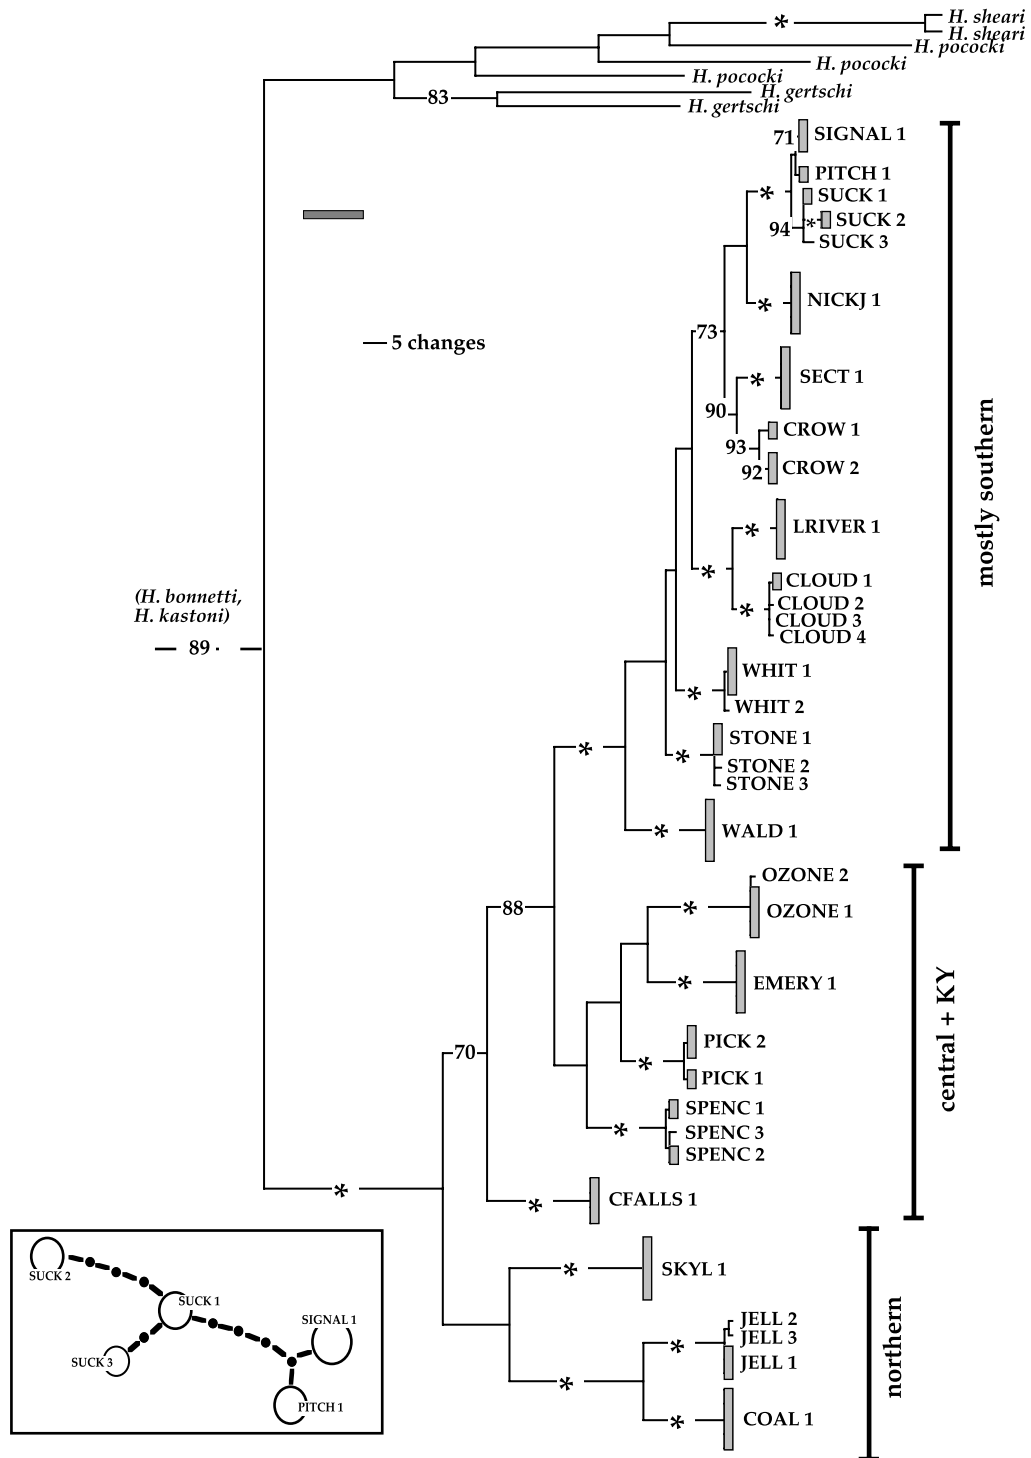 *
H. sheari
H. sheari
H. pococki
H. pococki
H. pococki
83
H. gertschi
H. gertschi
71
SIGNAL 1
PITCH 1
*
SUCK 1
*
SUCK 2
94
SUCK 3
*
NICKJ 1
73
5 changes
*
SECT 1
90
CROW 1
93
92
CROW 2
mostly southern
*
LRIVER 1
*
CLOUD 1
CLOUD 2
*
CLOUD 3
CLOUD 4
(H. bonnetti,
H. kastoni)
89
WHIT 1
*
WHIT 2
STONE 1
*
*
STONE 2
STONE 3
*
WALD 1
OZONE 2
88
*
OZONE 1
*
EMERY 1
central + KY
PICK 2
70
*
PICK 1
SPENC 1
*
SPENC 3
SPENC 2
*
*
CFALLS 1
*
SKYL 1
JELL 2
JELL 3
*
JELL 1
*
*
COAL 1
northern
SUCK 2
SUCK 1
SIGNAL 1
SUCK 3
PITCH 1